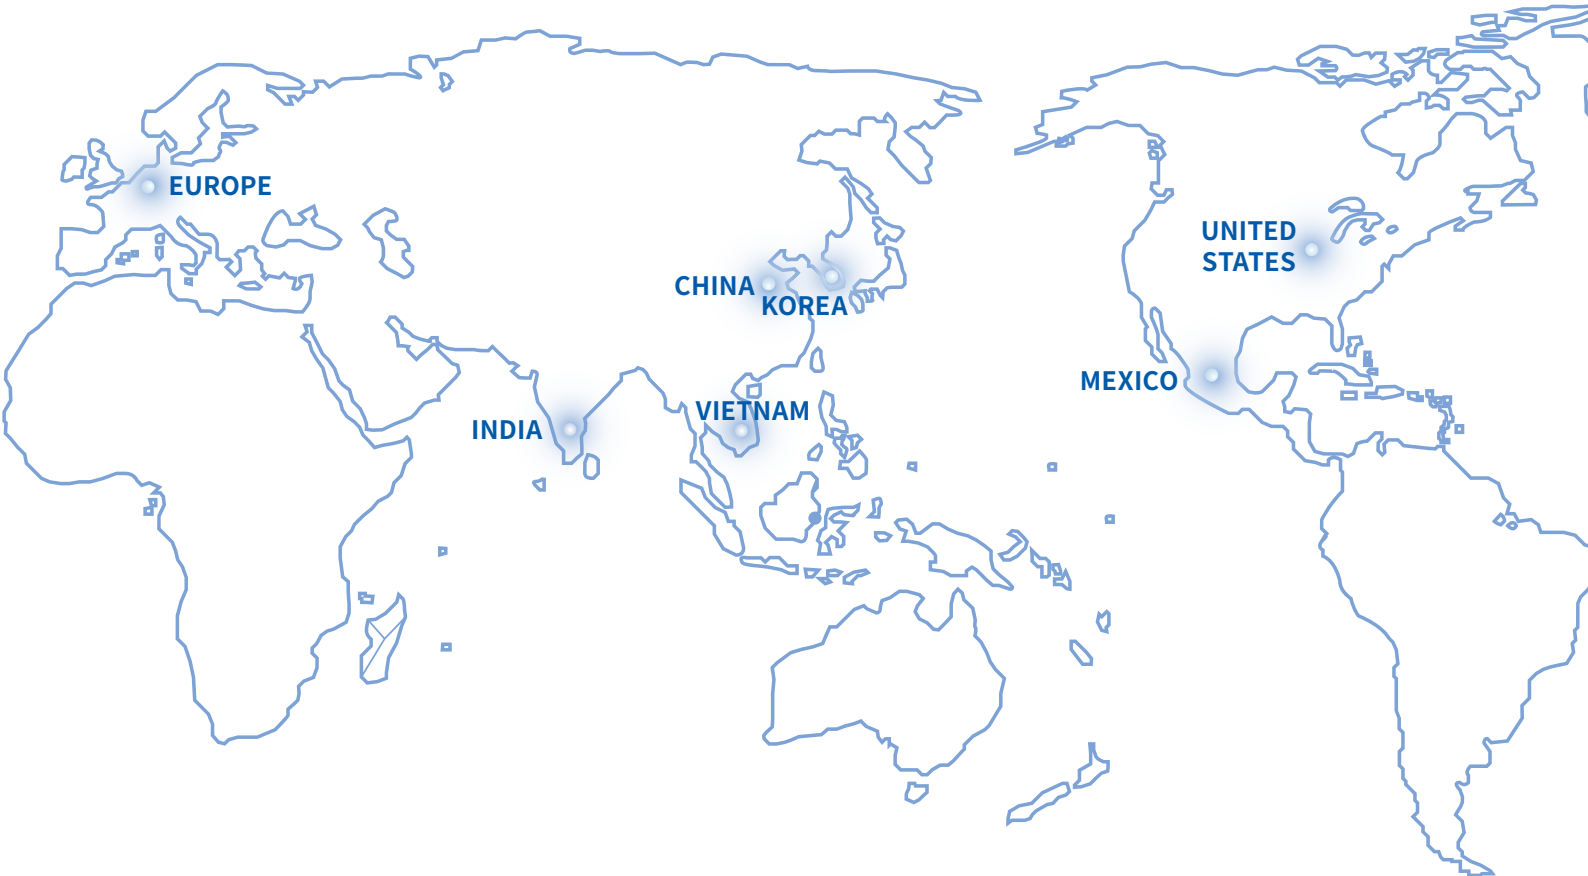 EUROPE
UNITED
STATES
CHINA
KOREA
MEXICO
VIETNAM
INDIA